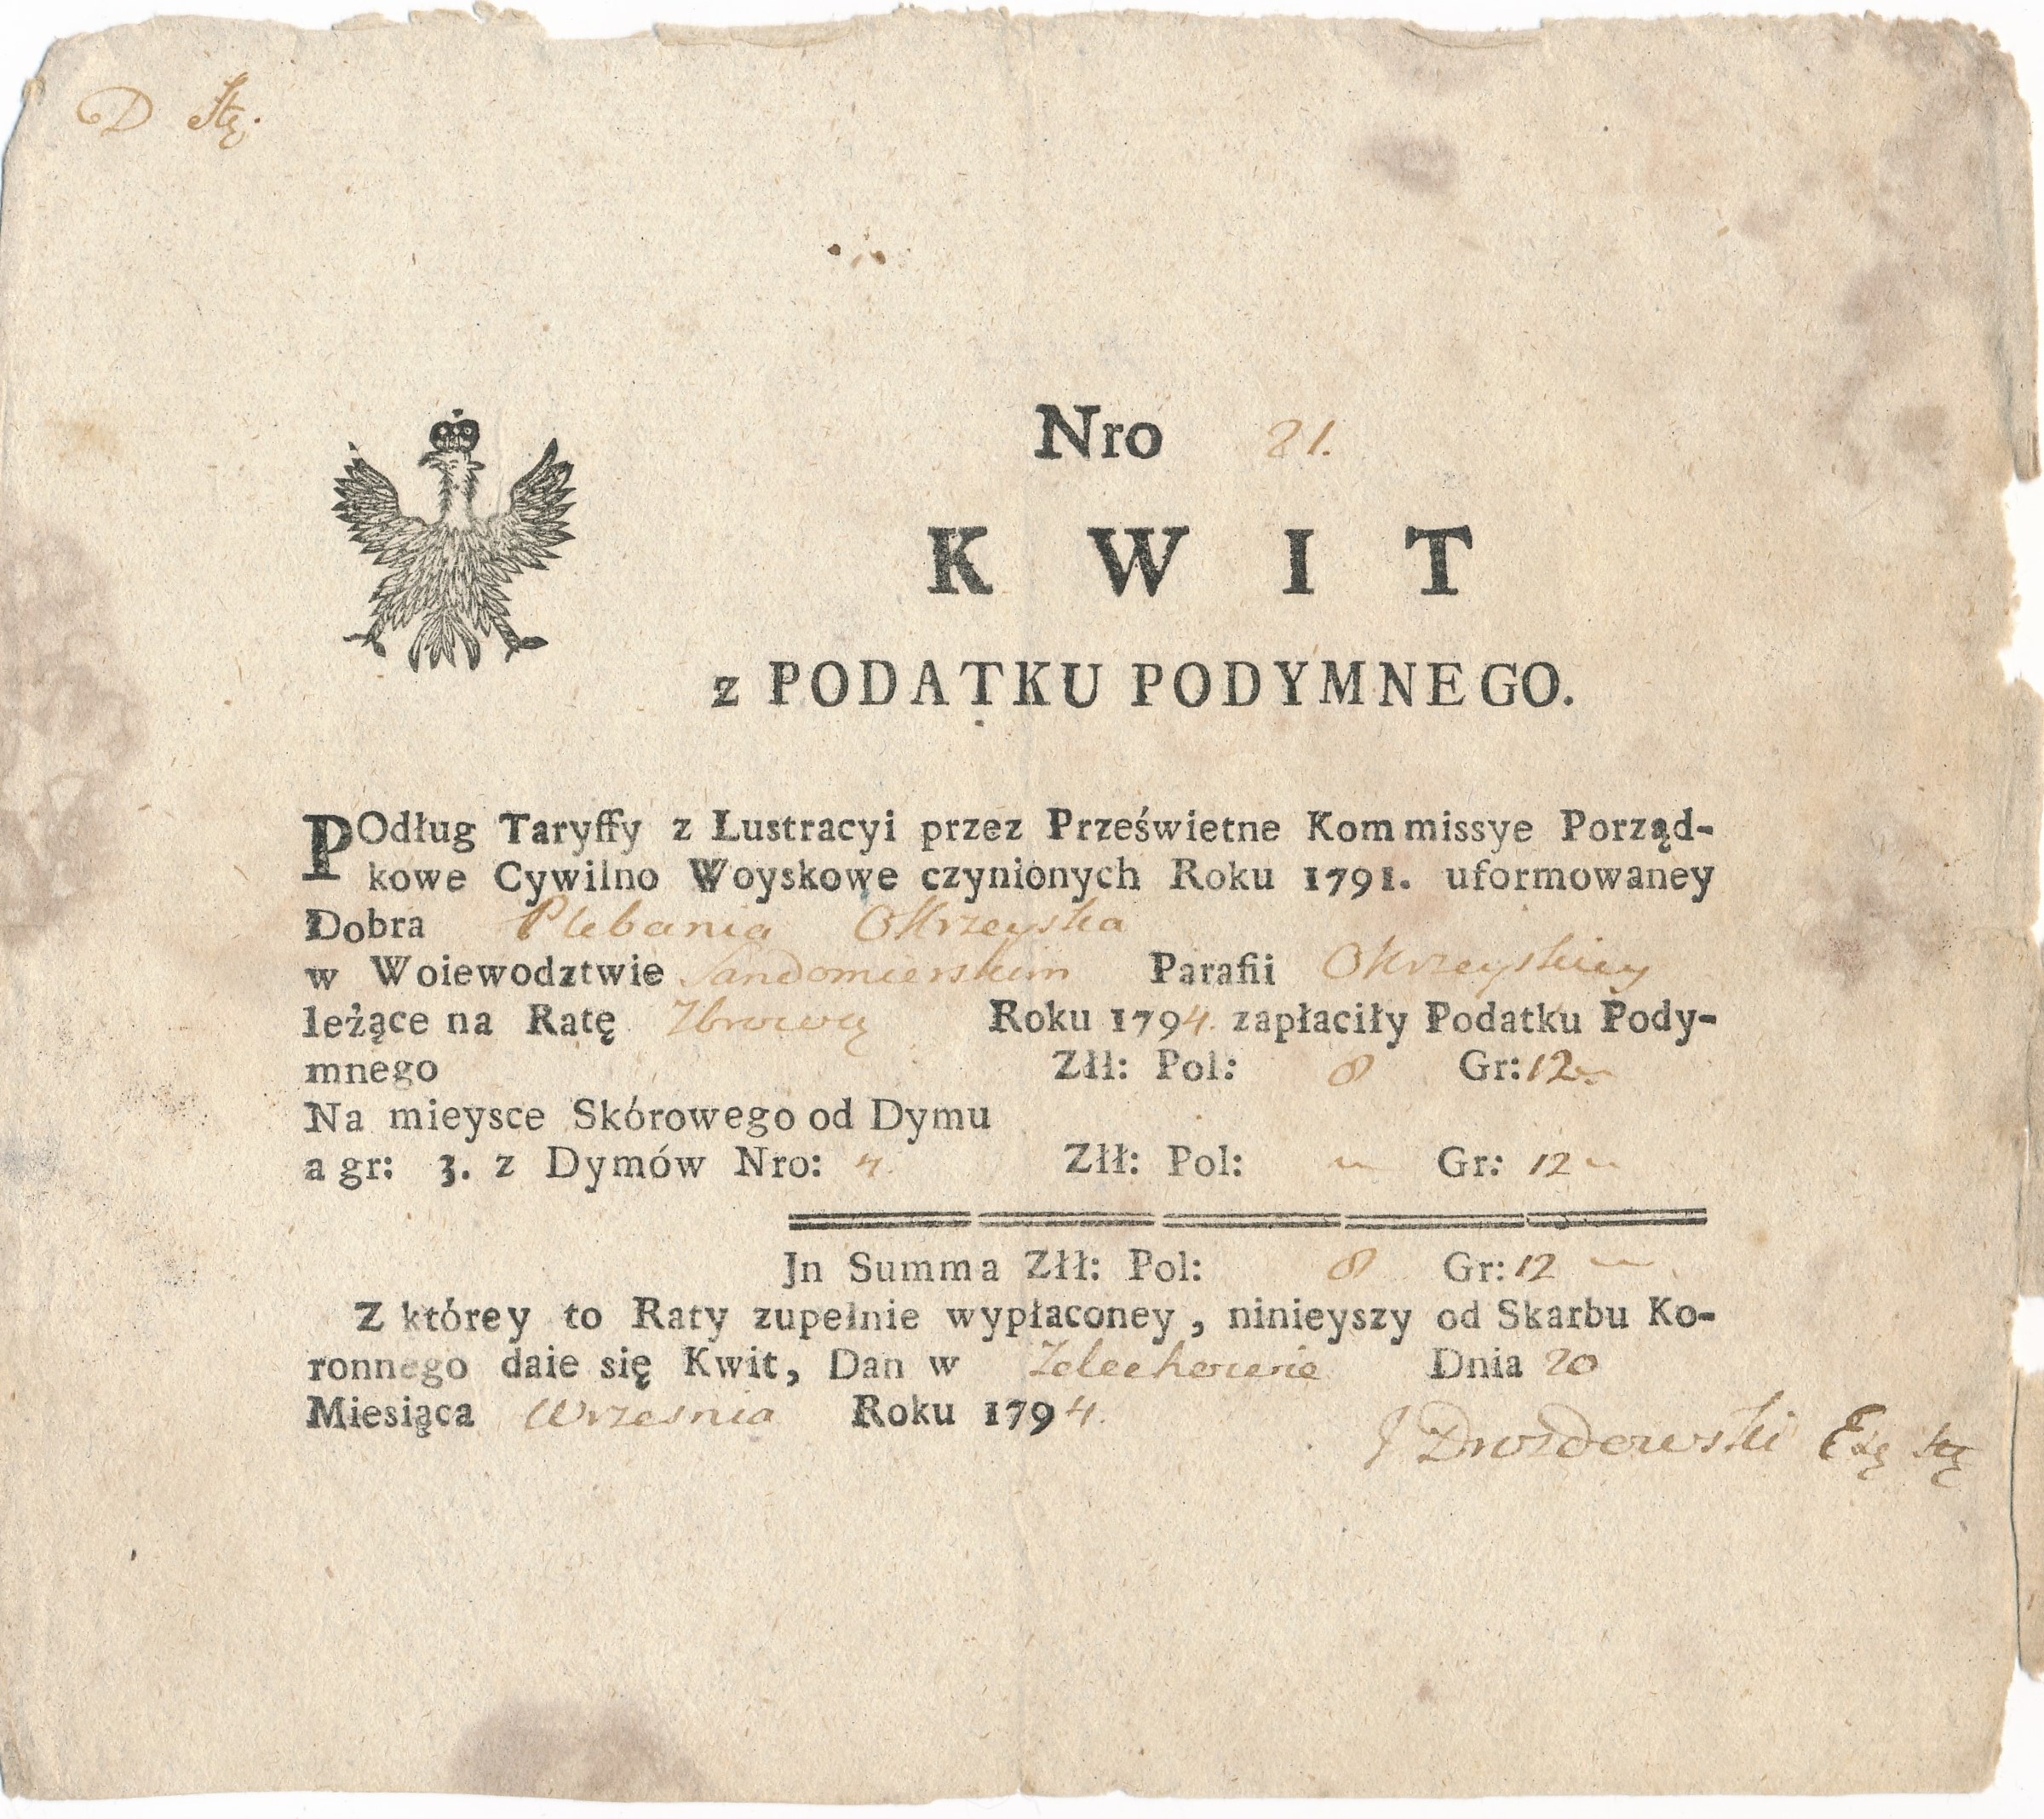 D Stę.
Nro 21.
K W I T
z PODATKU PODYMNEGO.
POdług Taryffy z Lustracyi przez Prześwietne Kommissye Porząd-
kowe Cywilno Woyskowe czynionych Roku 1791. uformowaney
Dobra Plebania Okrzeyska
w Woiewodztwie Sandomierskim Parafii Okrzeyskiey
leżące na Ratę Roku 1794. zapłaciły Podatku Pody-
mnego Złł: Pol: 8 Gr: 12
Na mieysce Skórowego od Dymu
a gr: 3. z Dymów Nro: 4. Złł: Pol: ~ Gr: 12 ~
Jn Summa Złł: Pol: 8 Gr: 12 ~
Z którey to Raty zupełnie wypłaconey, ninieyszy od Skarbu Ko-
ronnego daie się Kwit, Dan w Zelechowie Dnia 20
Miesiąca Wrzesnia Roku 1794.
J Drozdowski